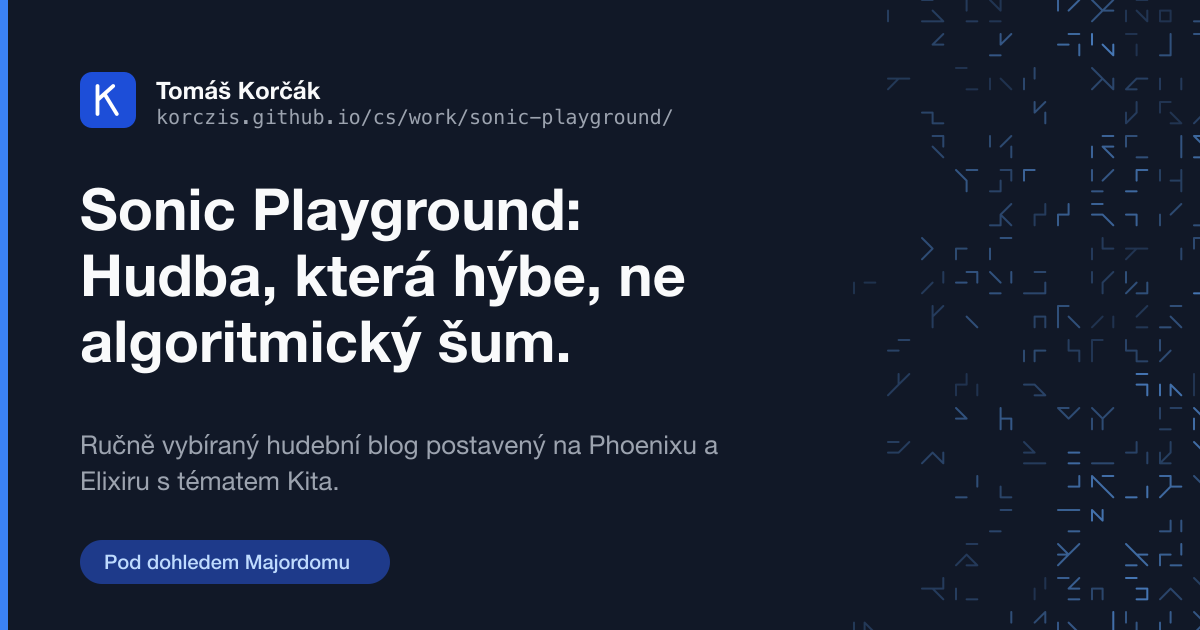 K
Tomáš Korčák
korczis.github.io/cs/work/sonic-playground/
Sonic Playground:
Hudba, která hýbe, ne
algoritmický šum.
Ručně vybíraný hudební blog postavený na Phoenixu a
Elixiru s tématem Kita.
Pod dohledem Majordomu